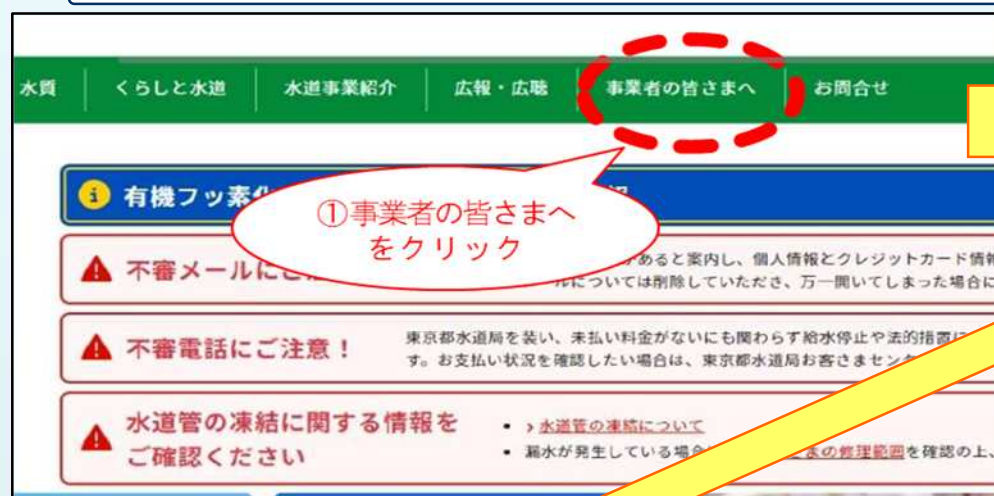 水質 くらしと水道 水道事業紹介 広報・広聴 事業者の皆さまへ お問合せ
有機フッ素化
①事業者の皆さまへ
をクリック
不審メールにご
あると案内し、個人情報とクレジットカード情報
ルについては削除していただき、万一開いてしまった場合に
不審電話にご注意！
東京都水道局を装い、未払い料金がないにも関わらず給水停止や法的措置に
す。お支払い状況を確認したい場合は、東京都水道局お客さまセンタ
水道管の凍結に関する情報を
ご確認ください
• › 水道管の凍結について
• 漏水が発生している場合 さまの修理範囲を確認の上、